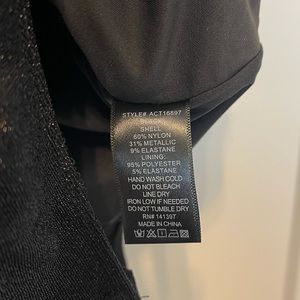 STYLE# ACT16897
BLACK
SHELL
60% NYLON
31% METALLIC
9% ELASTANE
LINING:
95% POLYESTER
5% ELASTANE
HAND WASH COLD
DO NOT BLEACH
LINE DRY
IRON LOW IF NEEDED
DO NOT TUMBLE DRY
RN# 141397
MADE IN CHINA